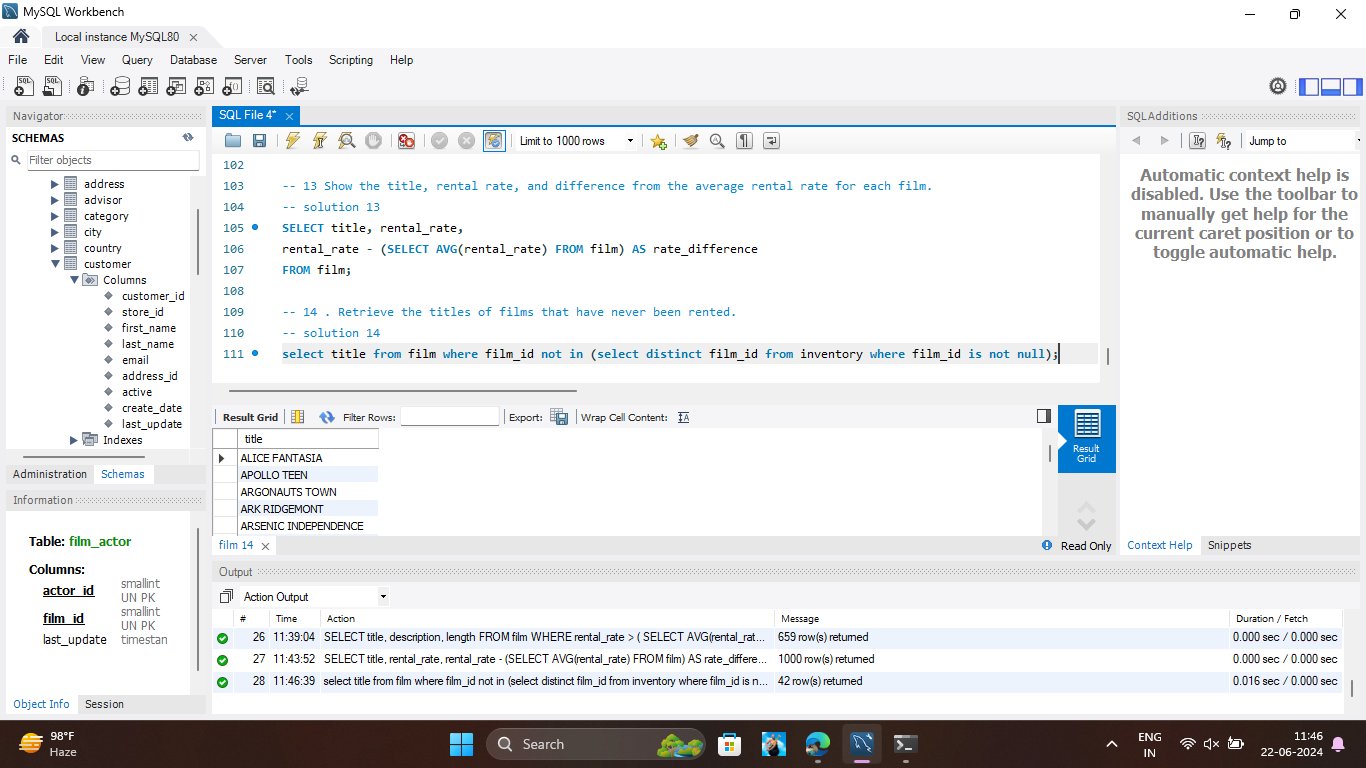 MySQL Workbench
Local instance MySQL80
File Edit View Query Database Server Tools Scripting Help
Navigator
SCHEMAS
Filter objects
address
advisor
category
city
country
customer
Columns
customer_id
store_id
first_name
last_name
email
address_id
active
create_date
last_update
Indexes
Administration Schemas
Information
Table: film_actor
Columns:
actor_id smallint
UN PK
film_id smallint
UN PK
last_update timestan
Object Info Session
SQL File 4*
Limit to 1000 rows
102
103 -- 13 Show the title, rental rate, and difference from the average rental rate for each film.
104 -- solution 13
105 SELECT title, rental_rate,
106 rental_rate - (SELECT AVG(rental_rate) FROM film) AS rate_difference
107 FROM film;
108
109 -- 14 . Retrieve the titles of films that have never been rented.
110 -- solution 14
111 select title from film where film_id not in (select distinct film_id from inventory where film_id is not null);
Result Grid Filter Rows: Export: Wrap Cell Content:
title
ALICE FANTASIA
APOLLO TEEN
ARGONAUTS TOWN
ARK RIDGEMONT
ARSENIC INDEPENDENCE
Result
Grid
film 14
Read Only
Output
Action Output
# Time Action Message Duration / Fetch
26 11:39:04 SELECT title, description, length FROM film WHERE rental_rate > ( SELECT AVG(rental_rat... 659 row(s) returned 0.000 sec / 0.000 sec
27 11:43:52 SELECT title, rental_rate, rental_rate - (SELECT AVG(rental_rate) FROM film) AS rate_differe... 1000 row(s) returned 0.000 sec / 0.000 sec
28 11:46:39 select title from film where film_id not in (select distinct film_id from inventory where film_id is n... 42 row(s) returned 0.016 sec / 0.000 sec
SQLAdditions
Jump to
Automatic context help is
disabled. Use the toolbar to
manually get help for the
current caret position or to
toggle automatic help.
Context Help Snippets
98°F
Haze
Search
ENG
IN
11:46
22-06-2024